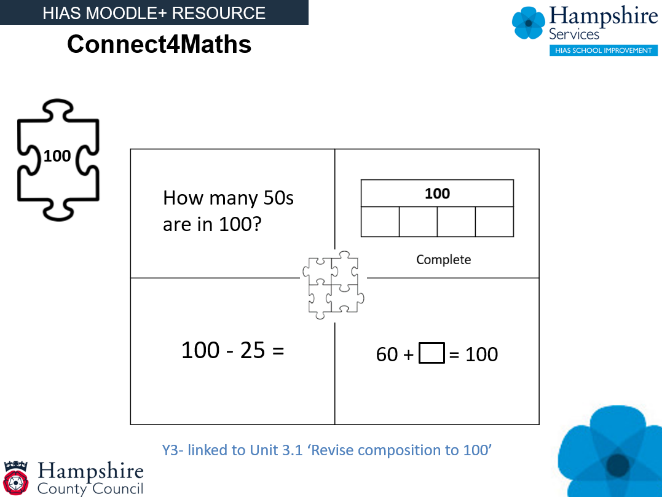 HIAS MOODLE+ RESOURCE
Connect4Maths
Hampshire
Services
HIAS SCHOOL IMPROVEMENT
100
How many 50s
are in 100?
100
Complete
100 - 25 =
60 + = 100
Y3- linked to Unit 3.1 ‘Revise composition to 100’
Hampshire
County Council